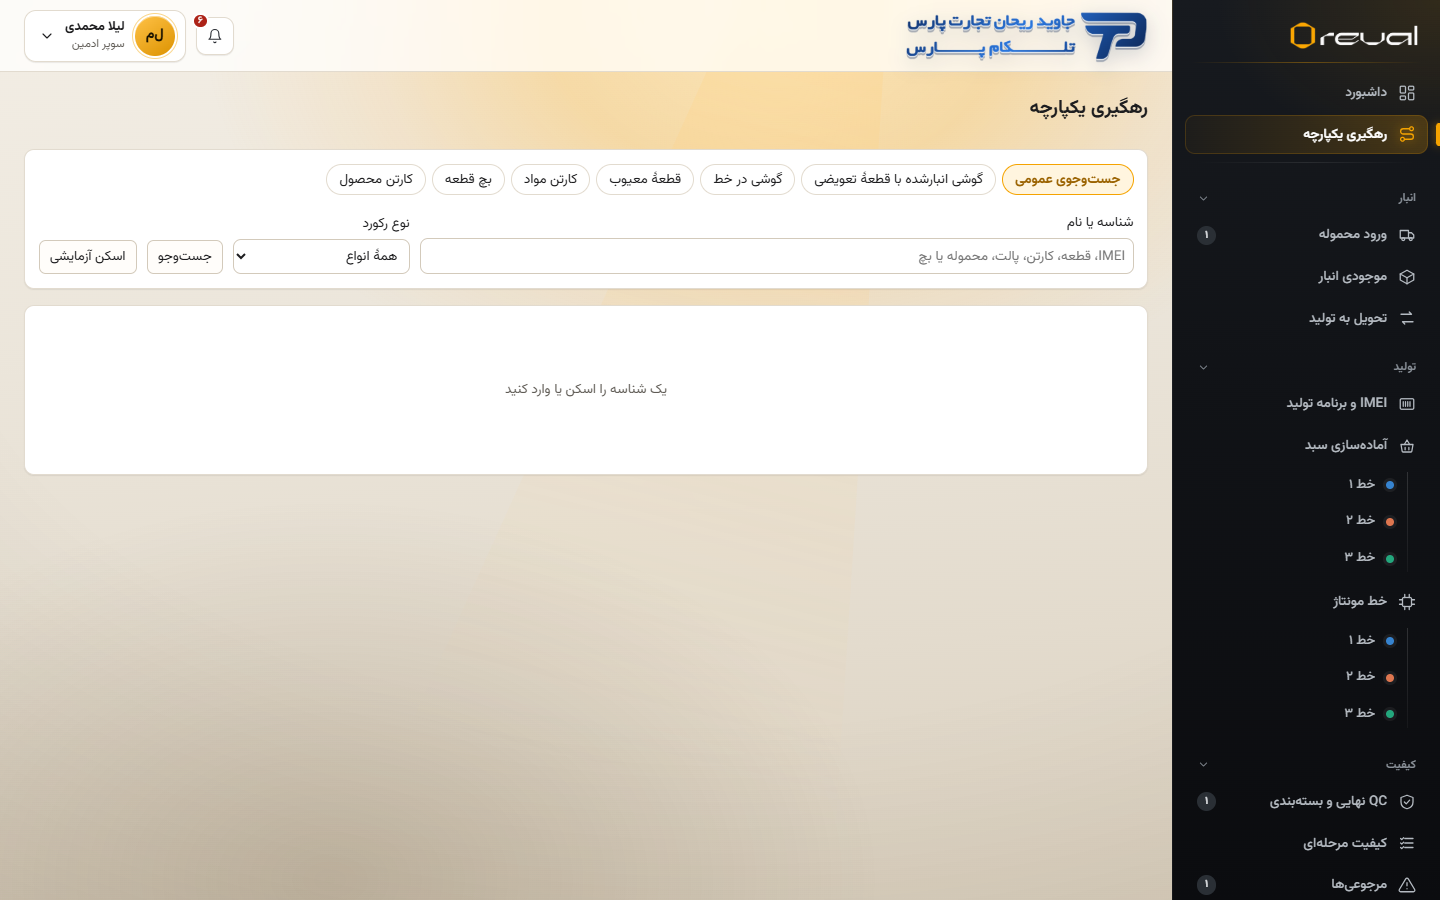 reval
داشبورد
رهگیری یکپارچه
انبار
ورود محموله
۱
موجودی انبار
تحویل به تولید
تولید
IMEI و برنامه تولید
آماده‌سازی سبد
خط ۱
خط ۲
خط ۳
خط مونتاژ
خط ۱
خط ۲
خط ۳
کیفیت
QC نهایی و بسته‌بندی
۱
کیفیت مرحله‌ای
مرجوعی‌ها
۱
جاوید ریحان تجارت پارس
تلکام پارس
۶
ل‌م
لیلا محمدی
سوپر ادمین
رهگیری یکپارچه
جست‌وجوی عمومی
گوشی انبارشده با قطعهٔ تعویضی
گوشی در خط
قطعهٔ معیوب
کارتن مواد
بچ قطعه
کارتن محصول
شناسه یا نام
نوع رکورد
IMEI، قطعه، کارتن، پالت، محموله یا بچ
همهٔ انواع
جست‌وجو
اسکن آزمایشی
یک شناسه را اسکن یا وارد کنید